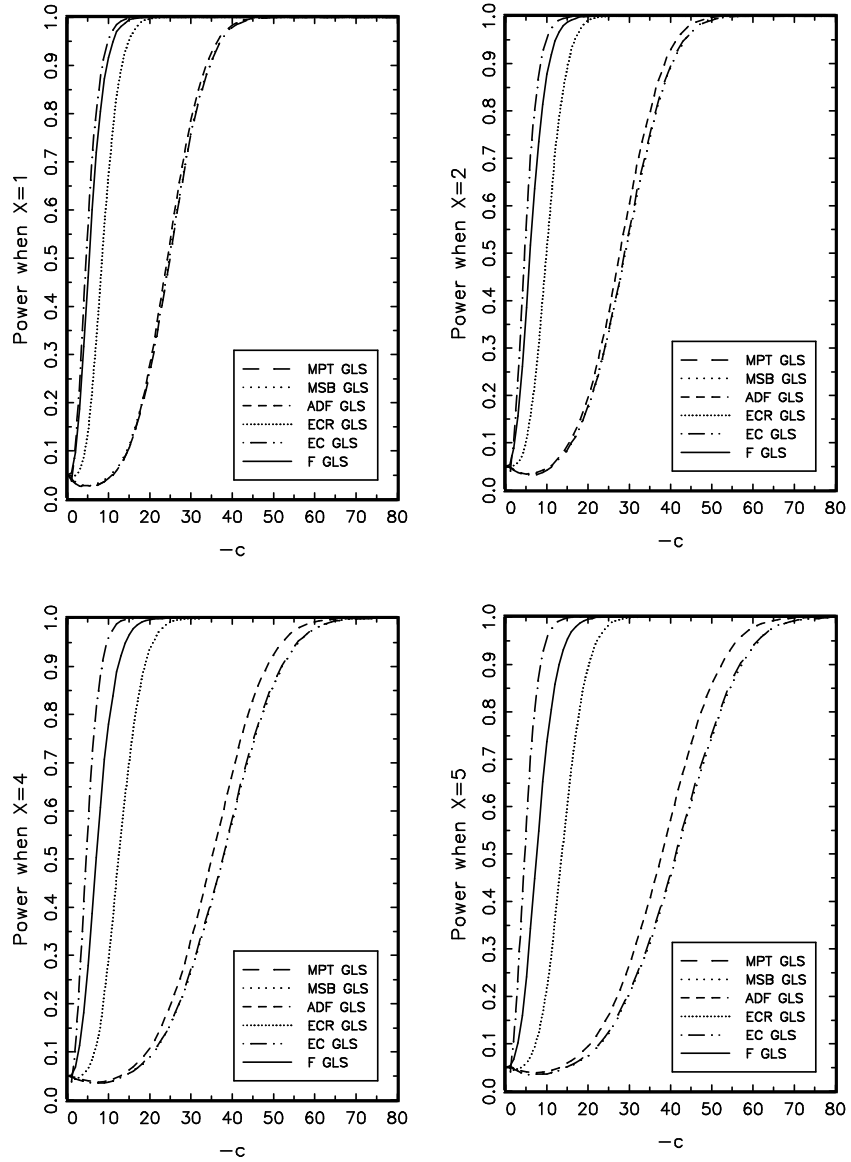 Power when X=1
1.0
0.9
0.8
0.7
0.6
0.5
0.4
0.3
0.2
0.1
0.0
MPT GLS
MSB GLS
ADF GLS
ECR GLS
EC GLS
F GLS
0 10 20 30 40 50 60 70 80
−c
Power when X=2
1.0
0.9
0.8
0.7
0.6
0.5
0.4
0.3
0.2
0.1
0.0
MPT GLS
MSB GLS
ADF GLS
ECR GLS
EC GLS
F GLS
0 10 20 30 40 50 60 70 80
−c
Power when X=4
1.0
0.9
0.8
0.7
0.6
0.5
0.4
0.3
0.2
0.1
0.0
MPT GLS
MSB GLS
ADF GLS
ECR GLS
EC GLS
F GLS
0 10 20 30 40 50 60 70 80
−c
Power when X=5
1.0
0.9
0.8
0.7
0.6
0.5
0.4
0.3
0.2
0.1
0.0
MPT GLS
MSB GLS
ADF GLS
ECR GLS
EC GLS
F GLS
0 10 20 30 40 50 60 70 80
−c